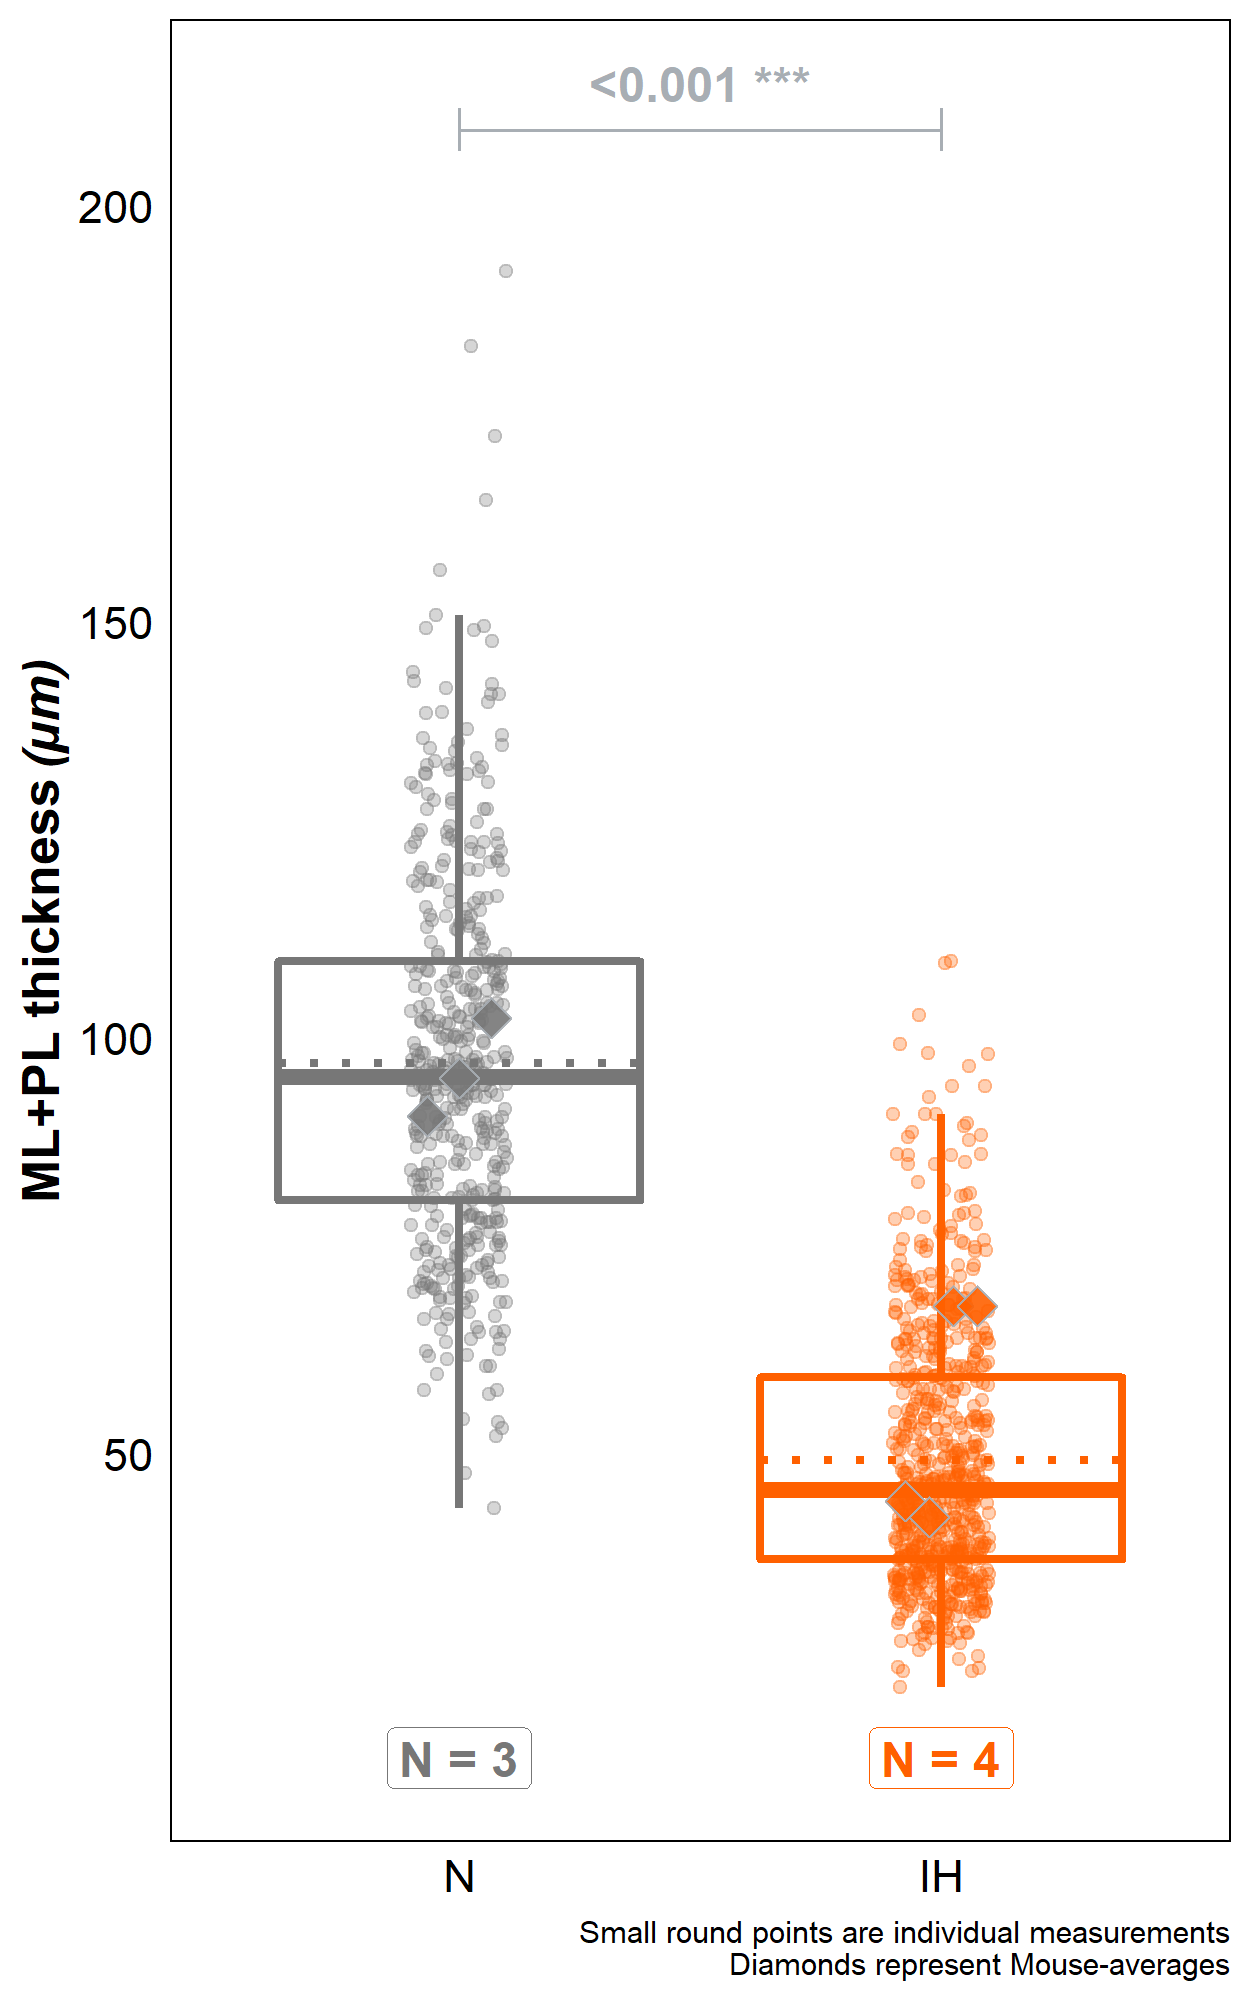 <0.001 ***
200
150
100
50
ML+PL thickness (µm)
N = 3
N = 4
N
IH
Small round points are individual measurements
Diamonds represent Mouse-averages